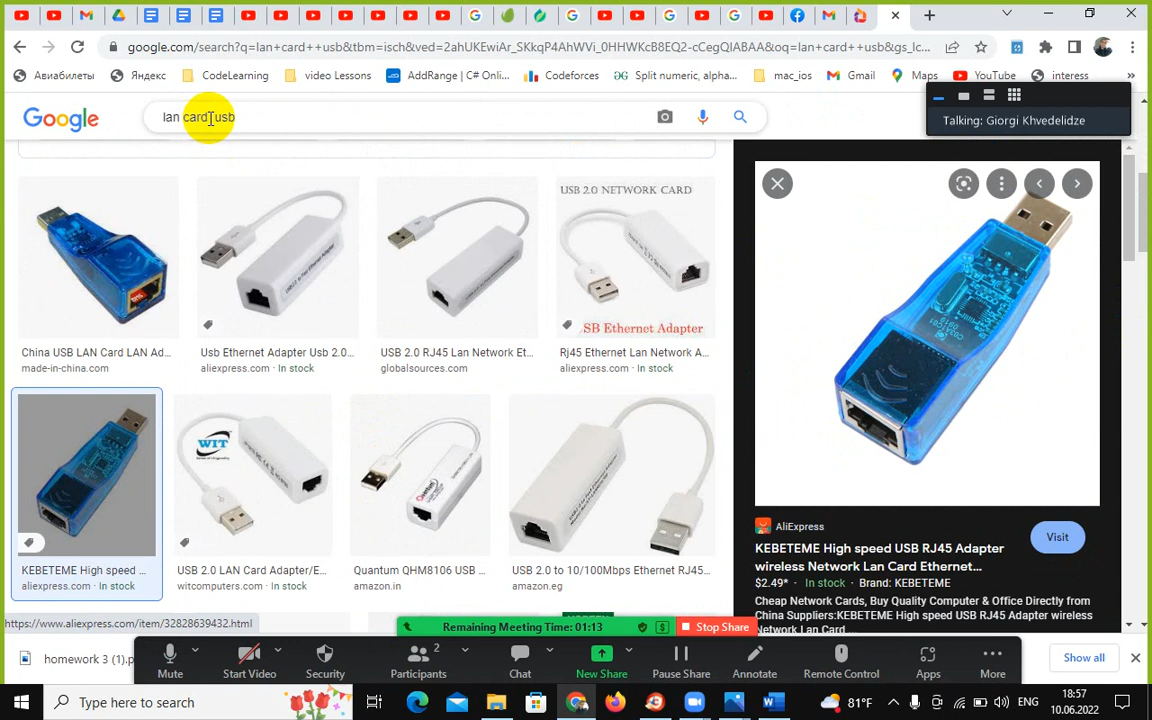 google.com/search?q=lan+card++usb&tbm=isch&ved=2ahUKEwiAr_SKkqP4AhWVi_0HHWKcB8EQ2-cCegQIABAA&oq=lan+card++usb&gs_lc...
Авиабилеты
Яндекс
CodeLearning
video Lessons
AddRange | C# Onli...
Codeforces
Split numeric, alpha...
mac_ios
Gmail
Maps
YouTube
interess
»
Talking: Giorgi Khvedelidze
Google
lan card usb
USB 2.0 NETWORK CARD
SB Ethernet Adapter
China USB LAN Card LAN Ad...
made-in-china.com
Usb Ethernet Adapter Usb 2.0...
aliexpress.com · In stock
USB 2.0 RJ45 Lan Network Et...
globalsources.com
Rj45 Ethernet Lan Network A...
aliexpress.com · In stock
WIT
Quantum
KEBETEME High speed ...
aliexpress.com · In stock
USB 2.0 LAN Card Adapter/E...
witcomputers.com · In stock
Quantum QHM8106 USB ...
amazon.in
USB 2.0 to 10/100Mbps Ethernet RJ45...
amazon.eg
AliExpress
Visit
KEBETEME High speed USB RJ45 Adapter
wireless Network Lan Card Ethernet...
$2.49* · In stock · Brand: KEBETEME
Cheap Network Cards, Buy Quality Computer & Office Directly from
China Suppliers:KEBETEME High speed USB RJ45 Adapter wireless
Network Lan Card
https://www.aliexpress.com/item/32828639432.html
Remaining Meeting Time: 01:13
Stop Share
homework 3 (1).p
Mute
Start Video
Security
2
Participants
Chat
New Share
Pause Share
Annotate
Remote Control
Apps
More
Show all
Type here to search
81°F
ENG
18:57
10.06.2022